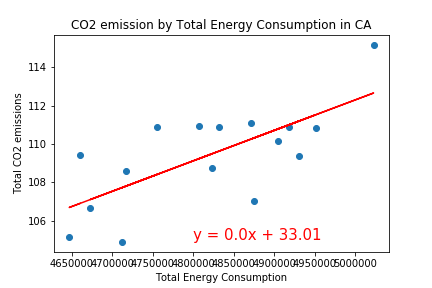 CO2 emission by Total Energy Consumption in CA
Total CO2 emissions
114
112
110
108
106
y = 0.0x + 33.01
4650000 4700000 4750000 4800000 4850000 4900000 4950000 5000000
Total Energy Consumption